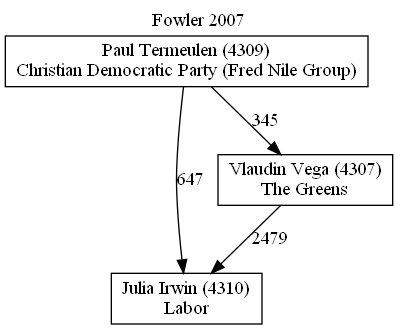 Fowler 2007
Paul Termeulen (4309)
Christian Democratic Party (Fred Nile Group)
345
Vlaudin Vega (4307)
The Greens
647
2479
Julia Irwin (4310)
Labor